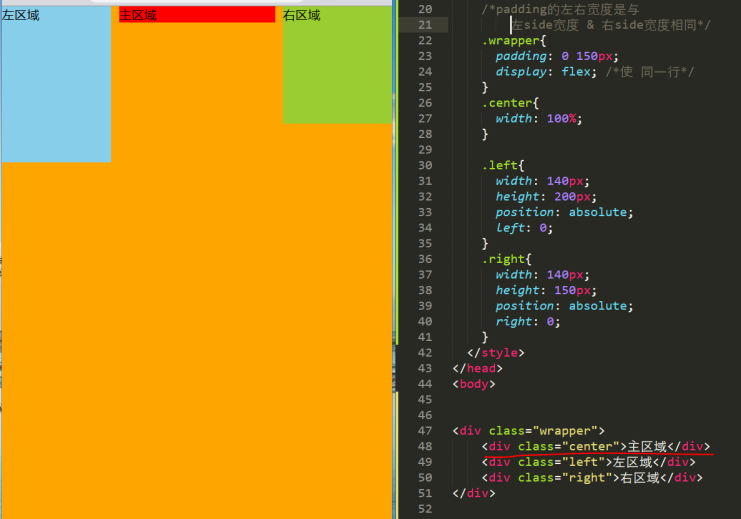 左区域
主区域
右区域
20 /*padding的左右宽度是与
21 左side宽度 & 右side宽度相同*/
22 .wrapper{
23 padding: 0 150px;
24 display: flex; /*使 同一行*/
25 }
26 .center{
27 width: 100%;
28 }
29
30 .left{
31 width: 140px;
32 height: 200px;
33 position: absolute;
34 left: 0;
35 }
36 .right{
37 width: 140px;
38 height: 150px;
39 position: absolute;
40 right: 0;
41 }
42 </style>
43 </head>
44 <body>
45
46
47 <div class="wrapper">
48 <div class="center">主区域</div>
49 <div class="left">左区域</div>
50 <div class="right">右区域</div>
51 </div>
52